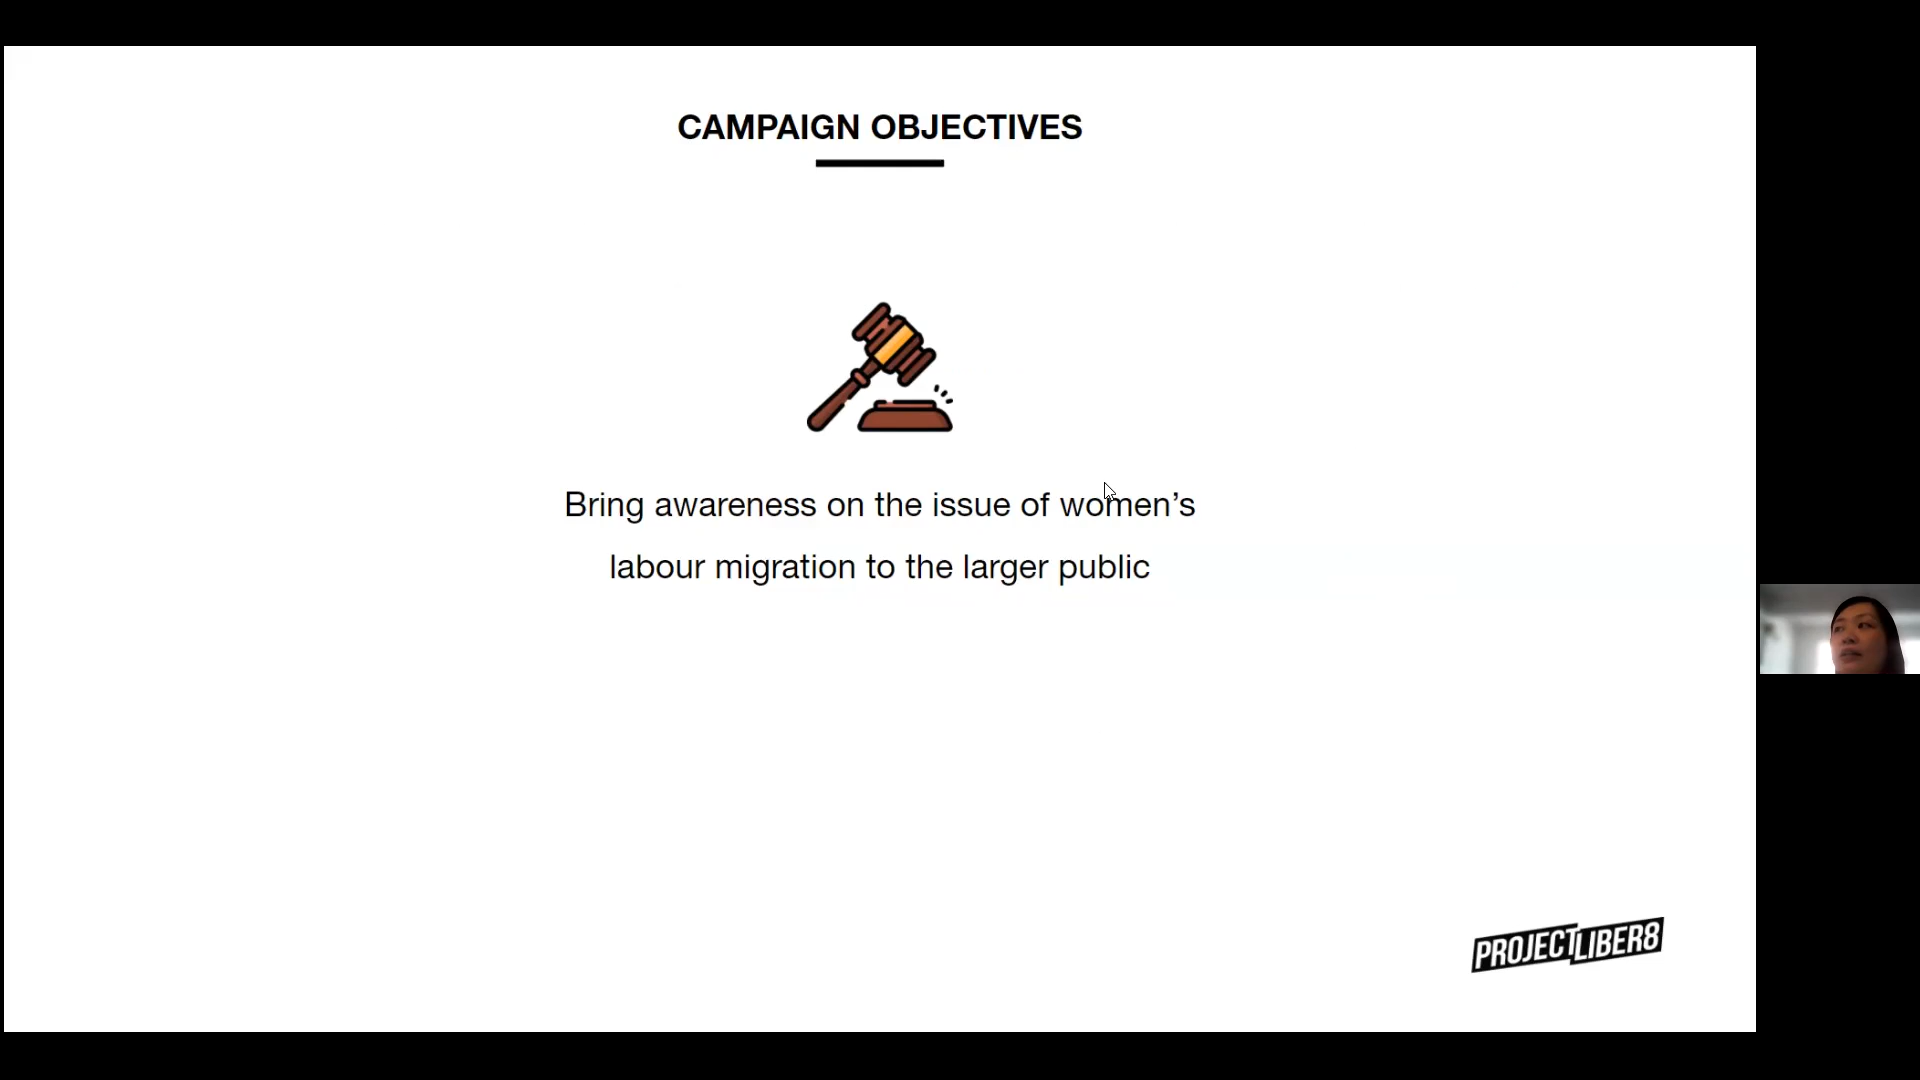 CAMPAIGN OBJECTIVES
Bring awareness on the issue of women’s
labour migration to the larger public
PROJECTLIBER8